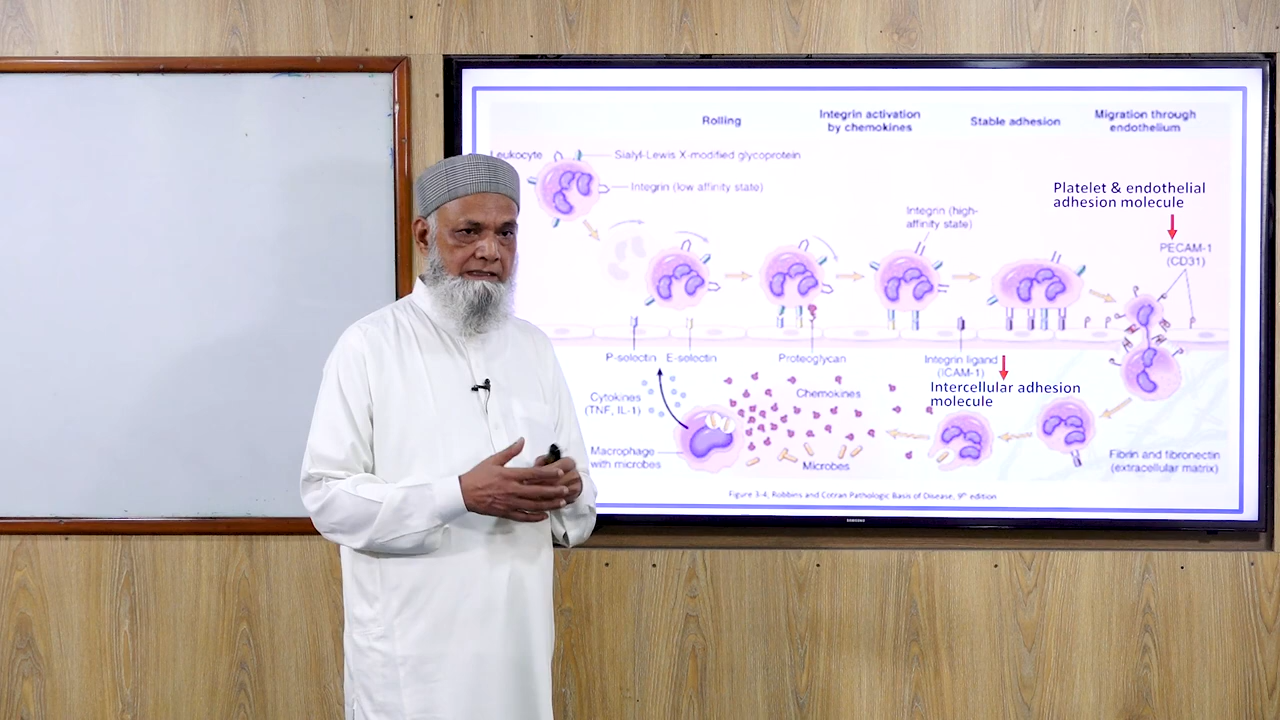 Rolling
Integrin activation
by chemokines
Stable adhesion
Migration through
endothelium
Leukocyte
Sialyl-Lewis X-modified glycoprotein
Integrin (low affinity state)
Platelet & endothelial
adhesion molecule
Integrin (high-
affinity state)
PECAM-1
(CD31)
P-selectin
E-selectin
Proteoglycan
Integrin ligand
(ICAM-1)
Intercellular adhesion
molecule
Cytokines
(TNF, IL-1)
Chemokines
Macrophage
with microbes
Microbes
Fibrin and fibronectin
(extracellular matrix)
Figure 3-4, Robbins and Cotran Pathologic Basis of Disease, 9th edition
SAMSUNG